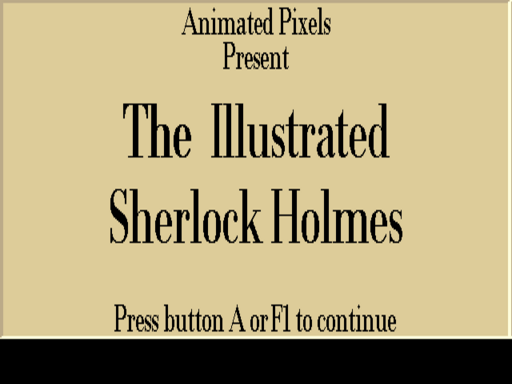 Animated Pixels
Present
The Illustrated
Sherlock Holmes
Press button A or F1 to continue